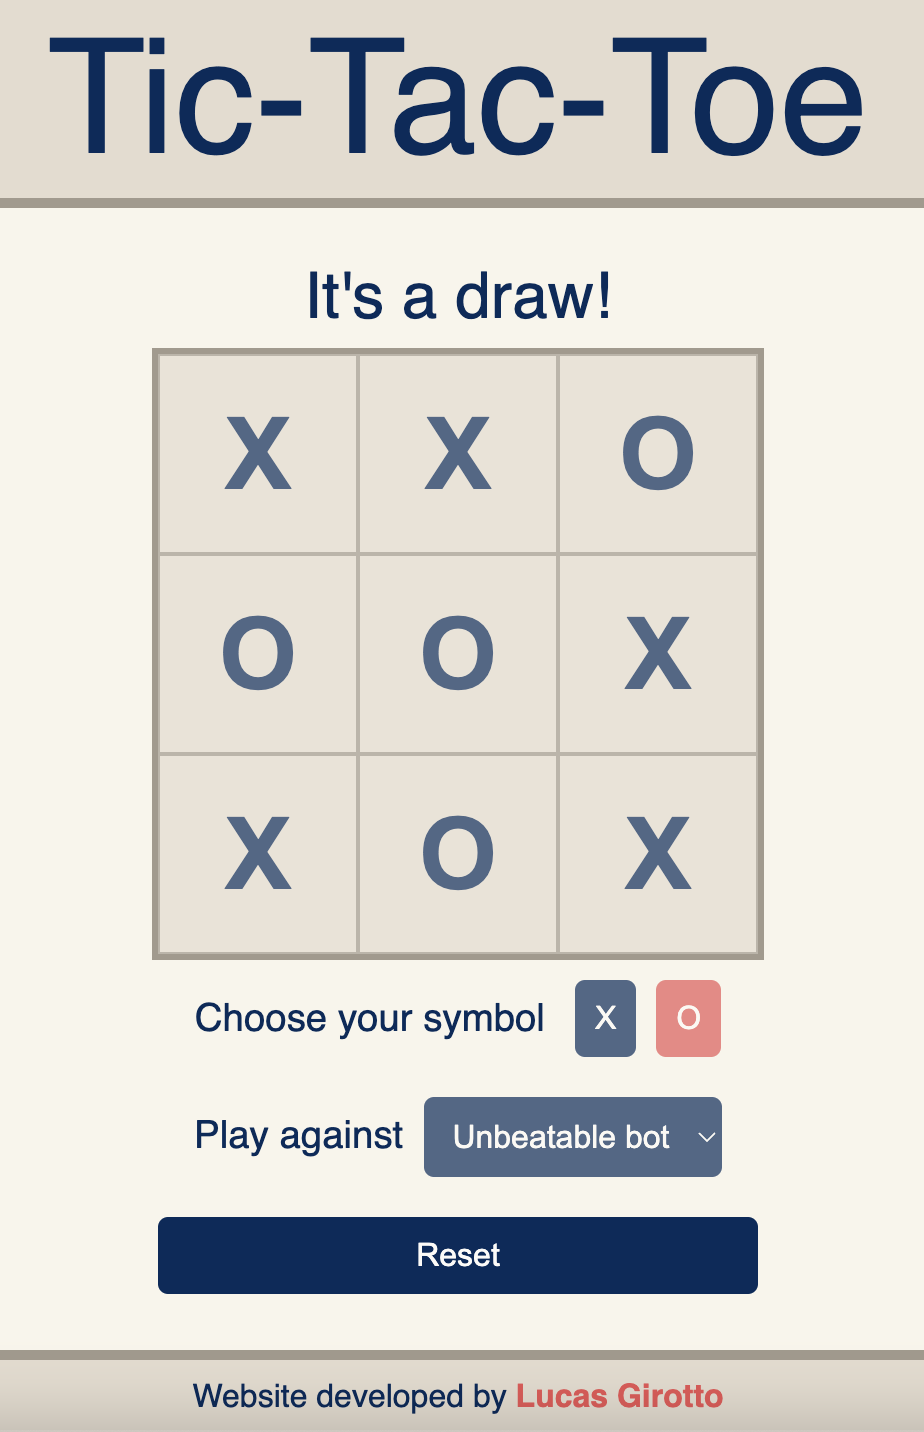 Tic-Tac-Toe
It's a draw!
X X O
O O X
X O X
Choose your symbol X O
Play against Unbeatable bot
Reset
Website developed by Lucas Girotto